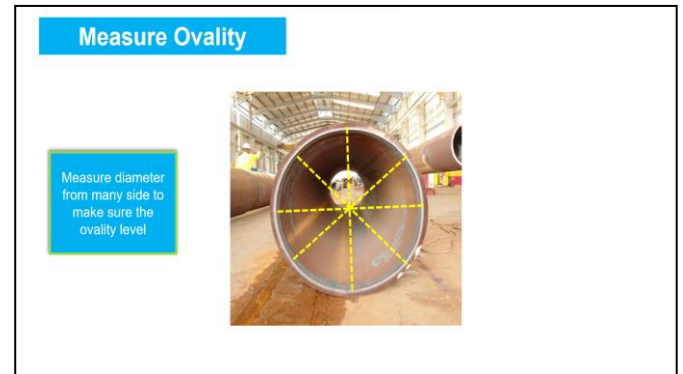 Measure Ovality
Measure diameter
from many side to
make sure the
ovality level